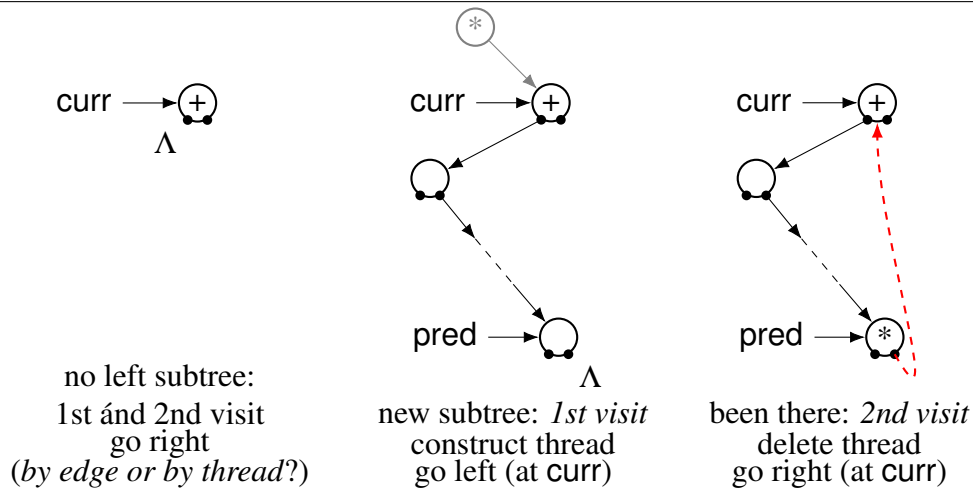 *
curr + Λ
curr +
pred Λ
curr +
pred *
no left subtree:
1st ánd 2nd visit
go right
(by edge or by thread?)
new subtree: 1st visit
construct thread
go left (at curr)
been there: 2nd visit
delete thread
go right (at curr)